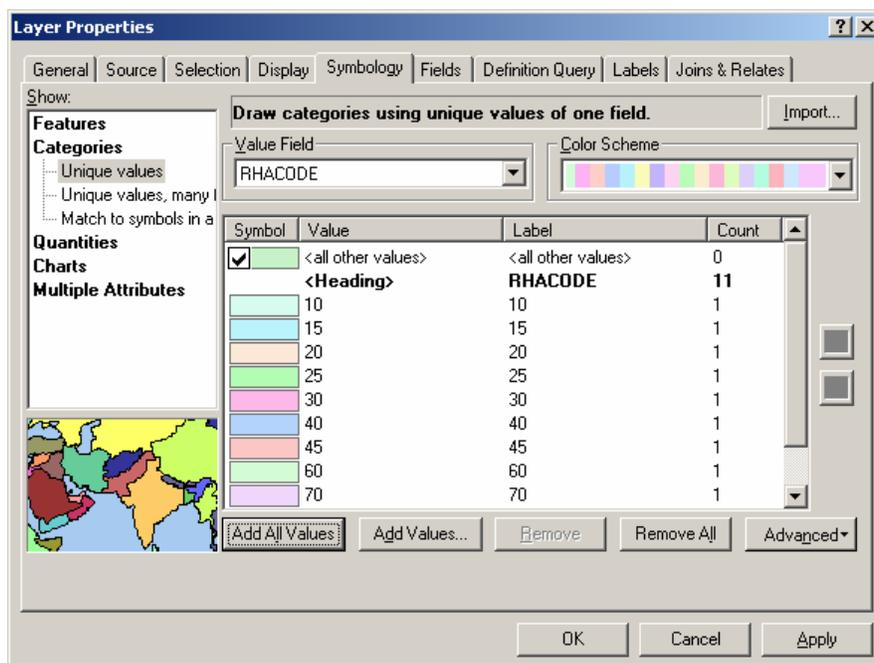 Layer Properties
General Source Selection Display Symbology Fields Definition Query Labels Joins & Relates
Show:
Features
Categories
Unique values
Unique values, many
Match to symbols in a
Quantities
Charts
Multiple Attributes
Draw categories using unique values of one field.
Import...
Value Field
RHACODE
Color Scheme
Symbol Value Label Count
<all other values> <all other values> 0
<Heading> RHACODE 11
10 10 1
15 15 1
20 20 1
25 25 1
30 30 1
40 40 1
45 45 1
60 60 1
70 70 1
Add All Values Add Values... Remove Remove All Advanced
OK Cancel Apply